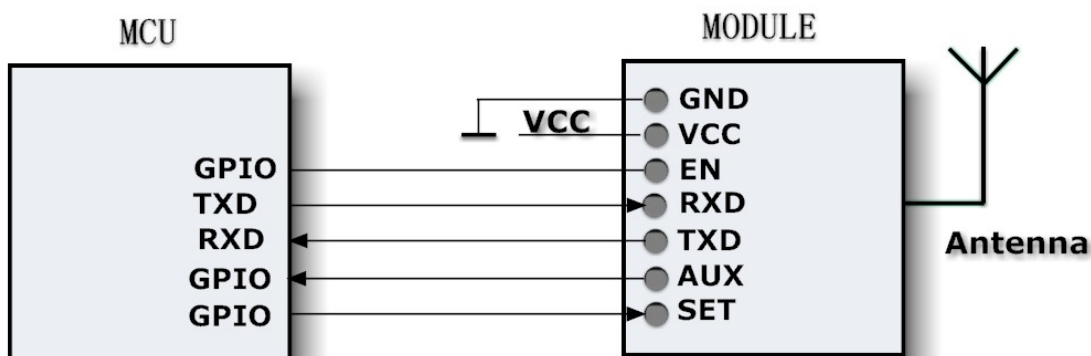 MCU
MODULE
GND
VCC
VCC
GPIO
EN
TXD
RXD
RXD
TXD
Antenna
GPIO
AUX
GPIO
SET